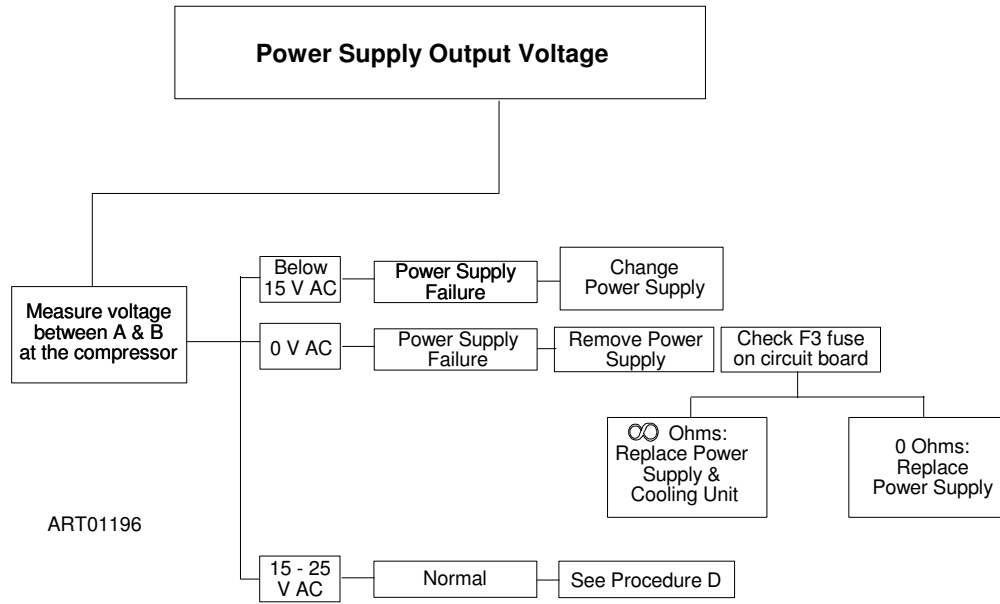 Power Supply Output Voltage
Measure voltage
between A & B
at the compressor
Below
15 V AC
Power Supply
Failure
Change
Power Supply
0 V AC
Power Supply
Failure
Remove Power
Supply
Check F3 fuse
on circuit board
∞ Ohms:
Replace Power
Supply &
Cooling Unit
0 Ohms:
Replace
Power Supply
ART01196
15 - 25
V AC
Normal
See Procedure D